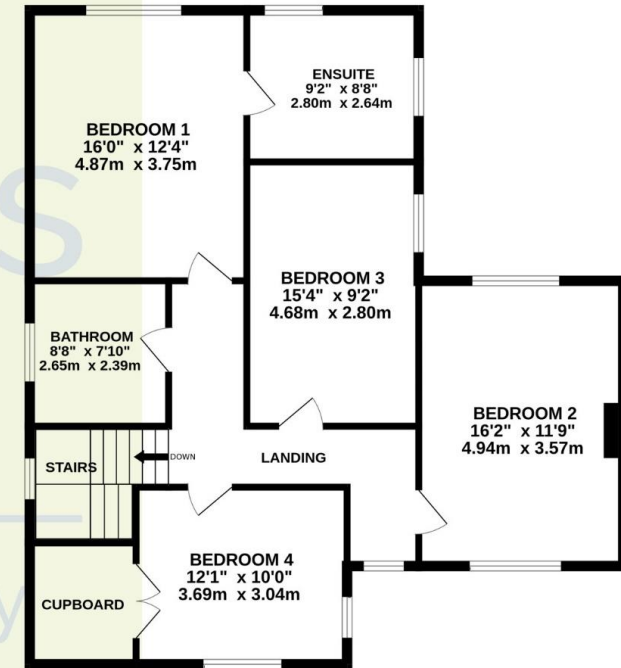 ENSUITE
9'2" x 8'8"
2.80m x 2.64m
BEDROOM 1
16'0" x 12'4"
4.87m x 3.75m
BEDROOM 3
15'4" x 9'2"
4.68m x 2.80m
BATHROOM
8'8" x 7'10"
2.65m x 2.39m
BEDROOM 2
16'2" x 11'9"
4.94m x 3.57m
STAIRS
DOWN
LANDING
BEDROOM 4
12'1" x 10'0"
3.69m x 3.04m
CUPBOARD
s
y